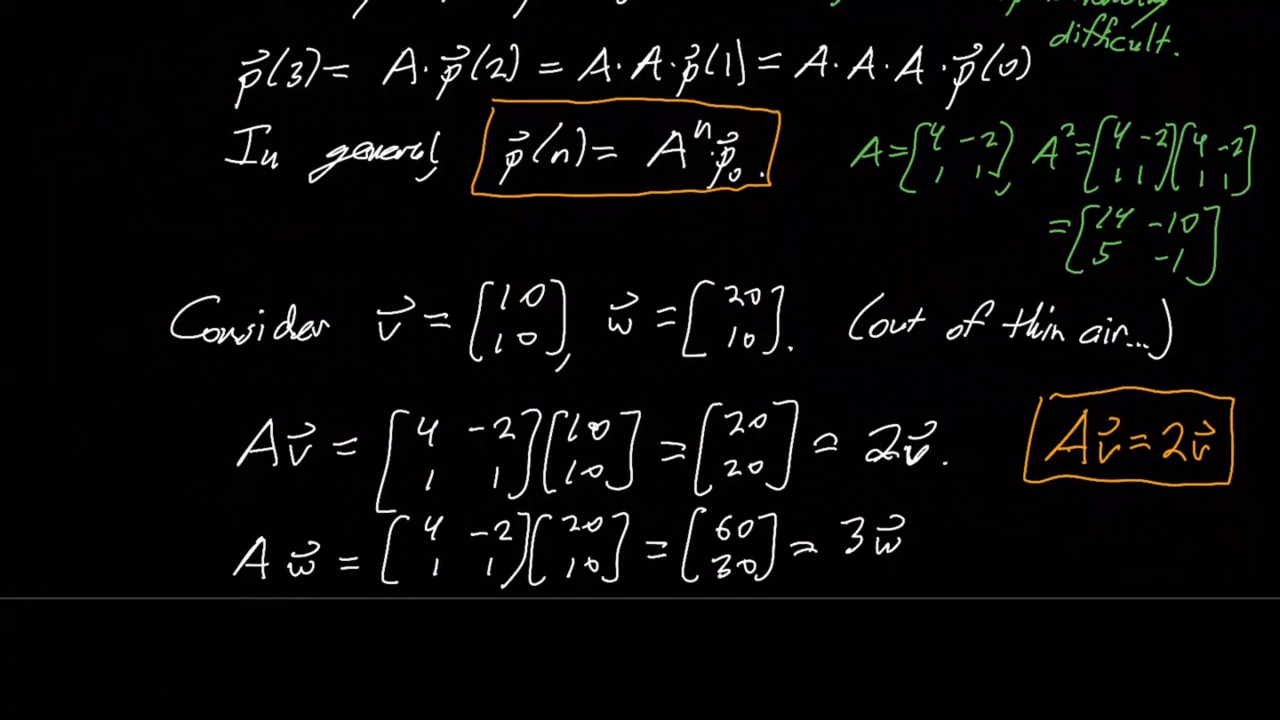 difficult.
p⃗(3) = A·p⃗(2) = A·A·p⃗(1) = A·A·A·p⃗(0)
In general, p⃗(n) = Aⁿ·p⃗₀.
A = [4 -2; 1 1], A² = [4 -2; 1 1][4 -2; 1 1]
= [14 -10; 5 -1]
Consider v⃗ = [10; 10], w⃗ = [20; 10]. (out of thin air...)
Av⃗ = [4 -2; 1 1][10; 10] = [20; 20] = 2v⃗. Av⃗ = 2v⃗
Aw⃗ = [4 -2; 1 1][20; 10] = [60; 30] = 3w⃗